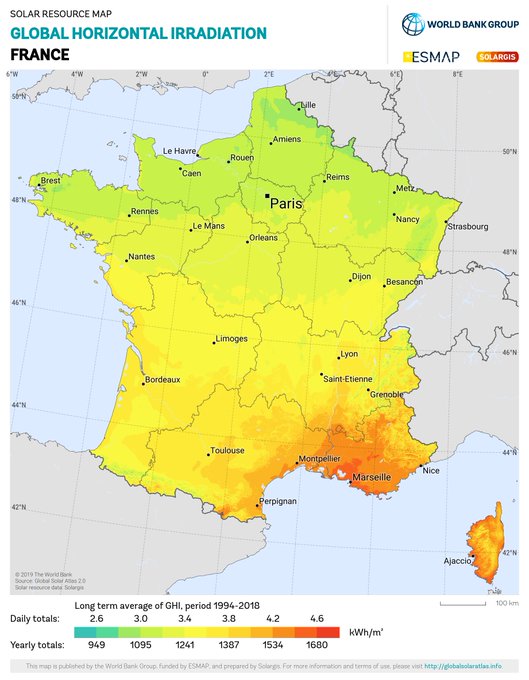 SOLAR RESOURCE MAP
GLOBAL HORIZONTAL IRRADIATION
FRANCE
WORLD BANK GROUP
ESMAP
SOLARGIS
6°W 4°W 2°W 0° 2°E 4°E 6°E 8°E
50°N
Lille
Amiens
Le Havre
Rouen
50°N
Caen
Reims
Brest
Metz
48°N
Paris
Rennes
Nancy
Strasbourg
Le Mans
Orleans
48°N
Nantes
Dijon
Besancon
46°N
Limoges
Lyon
46°N
Saint-Etienne
Bordeaux
Grenoble
44°N
Toulouse
44°N
Montpellier
Nice
Marseille
Perpignan
42°N
42°N
Ajaccio
© 2019 The World Bank
Source: Global Solar Atlas 2.0
Solar resource data: Solargis
100 km
Long term average of GHI, period 1994-2018
Daily totals: 2.6 3.0 3.4 3.8 4.2 4.6
kWh/m²
Yearly totals: 949 1095 1241 1387 1534 1680
This map is published by the World Bank Group, funded by ESMAP, and prepared by Solargis. For more information and terms of use, please visit http://globalsolaratlas.info.